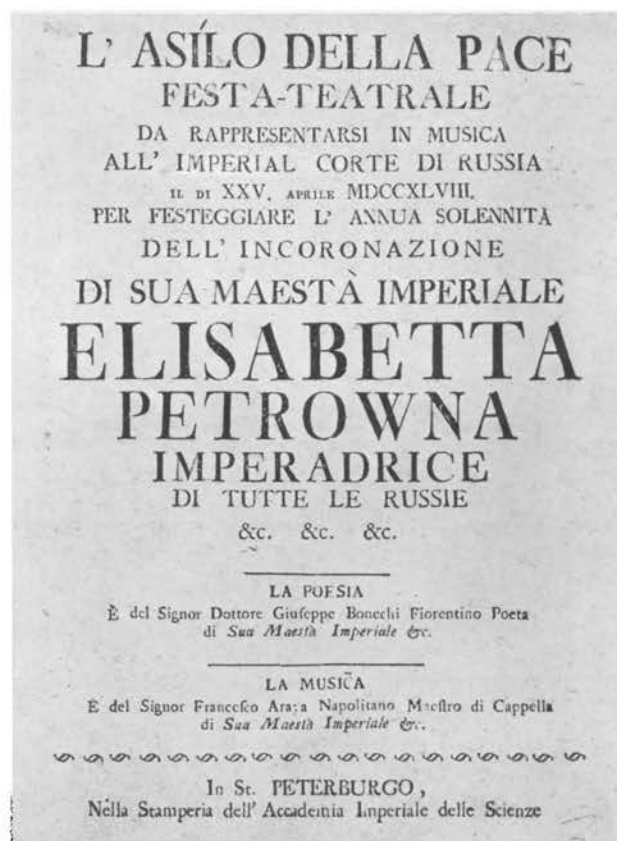 L' ASÍLO DELLA PACE
FESTA-TEATRALE
DA RAPPRESENTARSI IN MUSICA
ALL' IMPERIAL CORTE DI RUSSIA
IL DI XXV. APRILE MDCCXLVIII.
PER FESTEGGIARE L' ANNUA SOLENNITÀ
DELL' INCORONAZIONE
DI SUA MAESTÀ IMPERIALE
ELISABETTA
PETROWNA
IMPERADRICE
DI TUTTE LE RUSSIE
&c. &c. &c.
LA POESIA
È del Signor Dottore Giuſeppe Bonecchi Fiorentino Poeta
di Sua Maestà Imperiale &c.
LA MUSICA
È del Signor Franceſco Araja Napolitano Maeſtro di Cappella
di Sua Maestà Imperiale &c.
In St. PETERBURGO,
Nella Stamperia dell' Accademia Imperiale delle Scienze